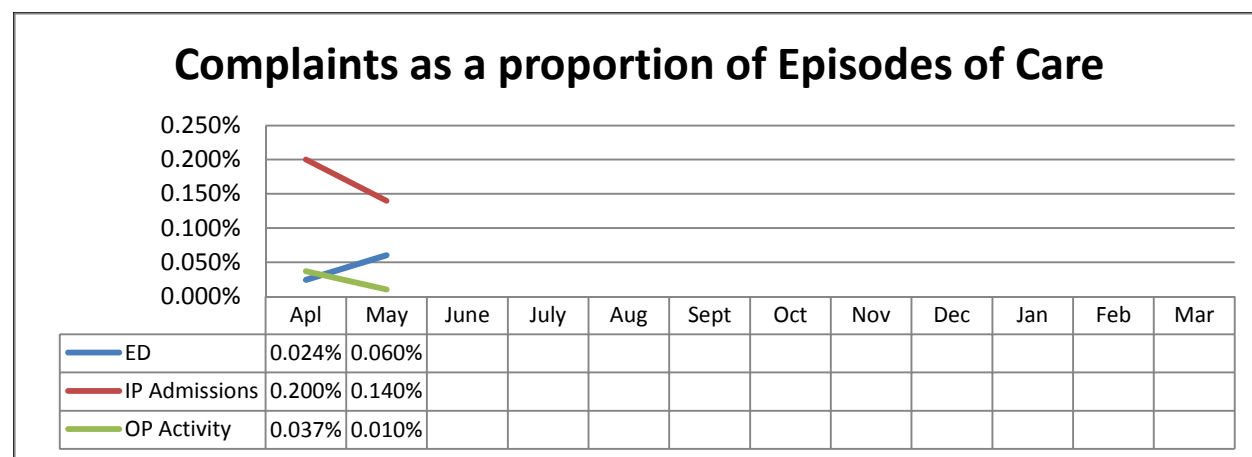 Complaints as a proportion of Episodes of Care
0.250%
0.200%
0.150%
0.100%
0.050%
0.000%
Apl May June July Aug Sept Oct Nov Dec Jan Feb Mar
ED 0.024% 0.060%
IP Admissions 0.200% 0.140%
OP Activity 0.037% 0.010%